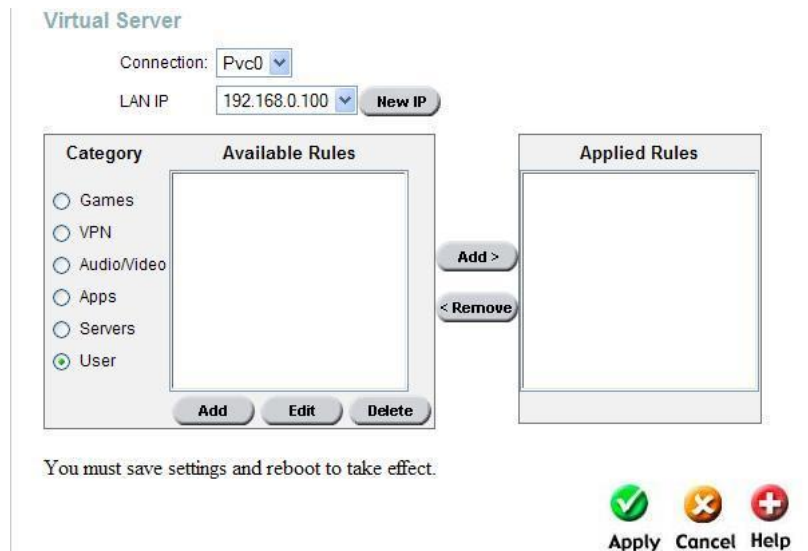 Virtual Server
Connection: Pvc0
LAN IP 192.168.0.100 New IP
Category Available Rules Applied Rules
Games
VPN
Audio/Video
Apps
Servers
User
Add >
< Remove
Add Edit Delete
You must save settings and reboot to take effect.
Apply Cancel Help